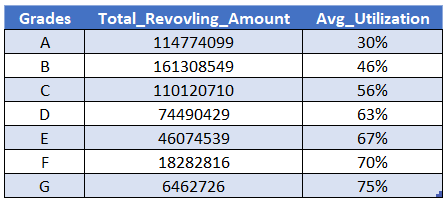 Grades Total_Revovling_Amount Avg_Utilization
A 114774099 30%
B 161308549 46%
C 110120710 56%
D 74490429 63%
E 46074539 67%
F 18282816 70%
G 6462726 75%